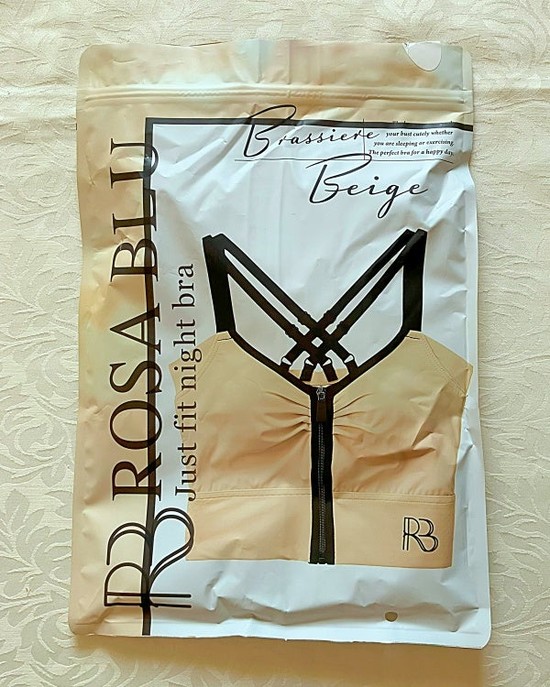 Brassiere
your bust cutely whether
you are sleeping or exercising.
The perfect bra for a happy day.
Beige
ROSA BLU
Just fit night bra
RB
RB